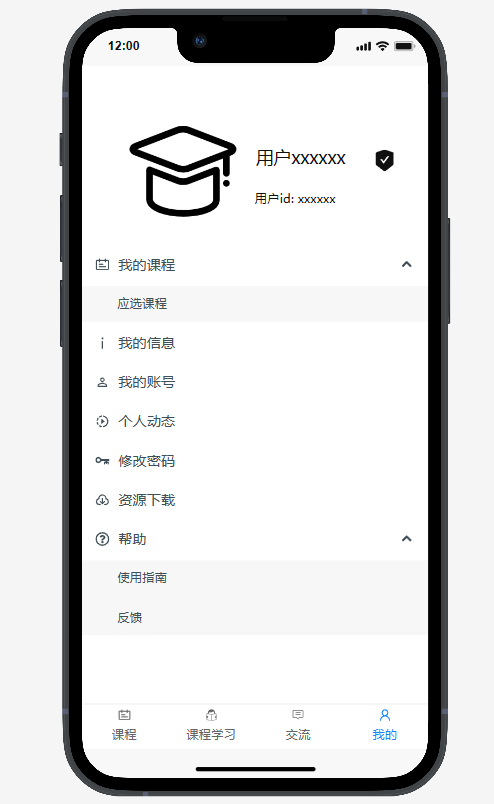 12:00
用户xxxxxx
用户id: xxxxxx
我的课程
应选课程
我的信息
我的账号
个人动态
修改密码
资源下载
帮助
使用指南
反馈
课程 课程学习 交流 我的